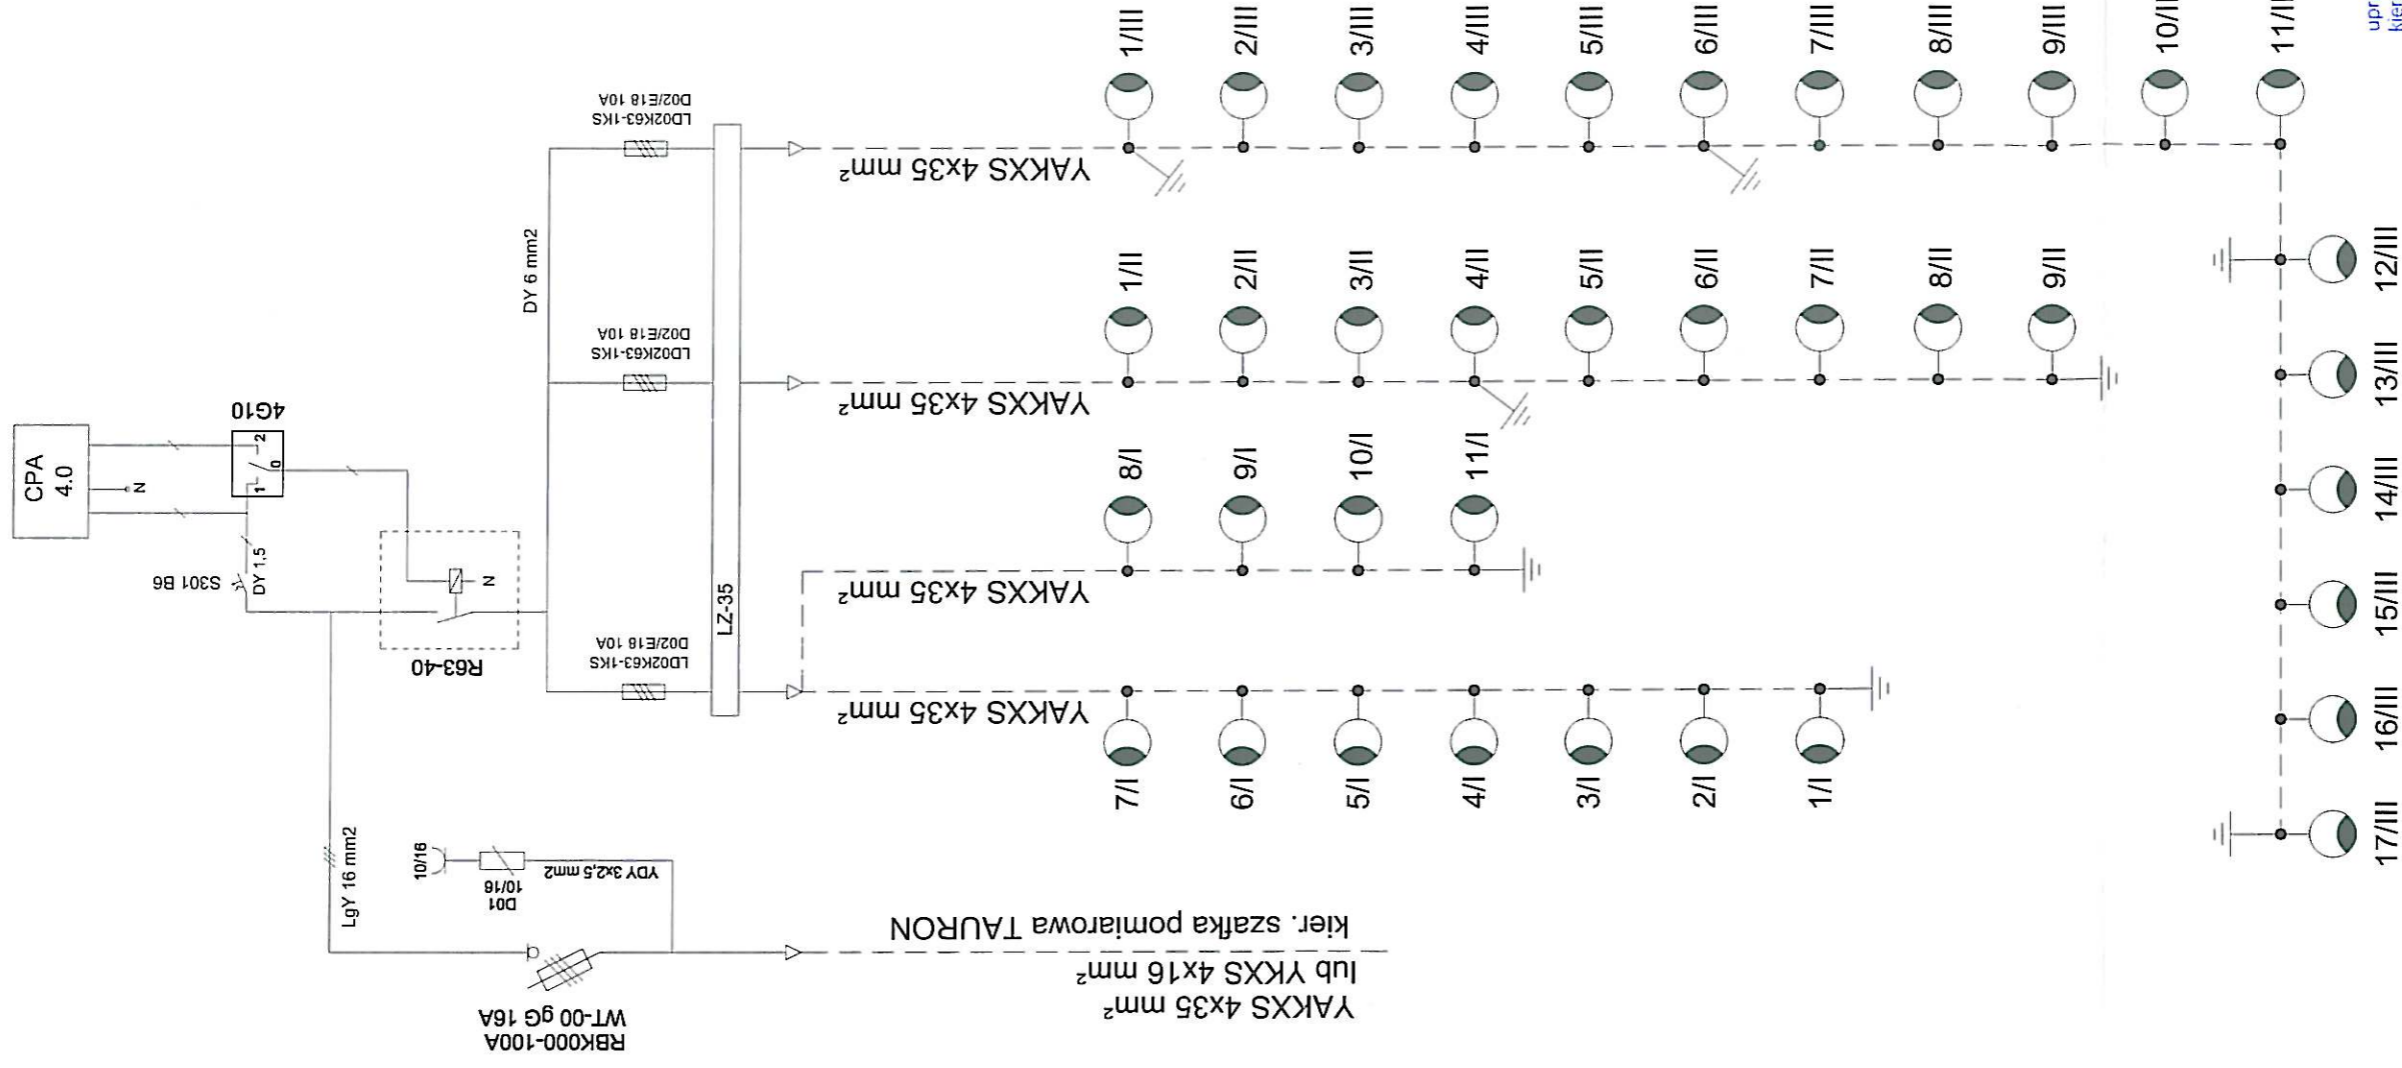 CPA
4.0
N
4G10
1
2
0
S301 B6
DY 1,5
R63-40
N
DY 6 mm2
LD02K63-1KS
D02/E18 10A
LD02K63-1KS
D02/E18 10A
LD02K63-1KS
D02/E18 10A
LZ-35
LgY 16 mm2
10/16
D01
10/16
YDY 3x2,5 mm2
RBK000-100A
WT-00 gG 16A
YAKXS 4x35 mm²
lub YKXS 4x16 mm²
kier. szafka pomiarowa TAURON
YAKXS 4x35 mm²
YAKXS 4x35 mm²
YAKXS 4x35 mm²
YAKXS 4x35 mm²
7/I
6/I
5/I
4/I
3/I
2/I
1/I
8/I
9/I
10/I
11/I
1/II
2/II
3/II
4/II
5/II
6/II
7/II
8/II
9/II
1/III
2/III
3/III
4/III
5/III
6/III
7/III
8/III
9/III
10/II
11/II
12/III
13/III
14/III
15/III
16/III
17/III
upr
kier